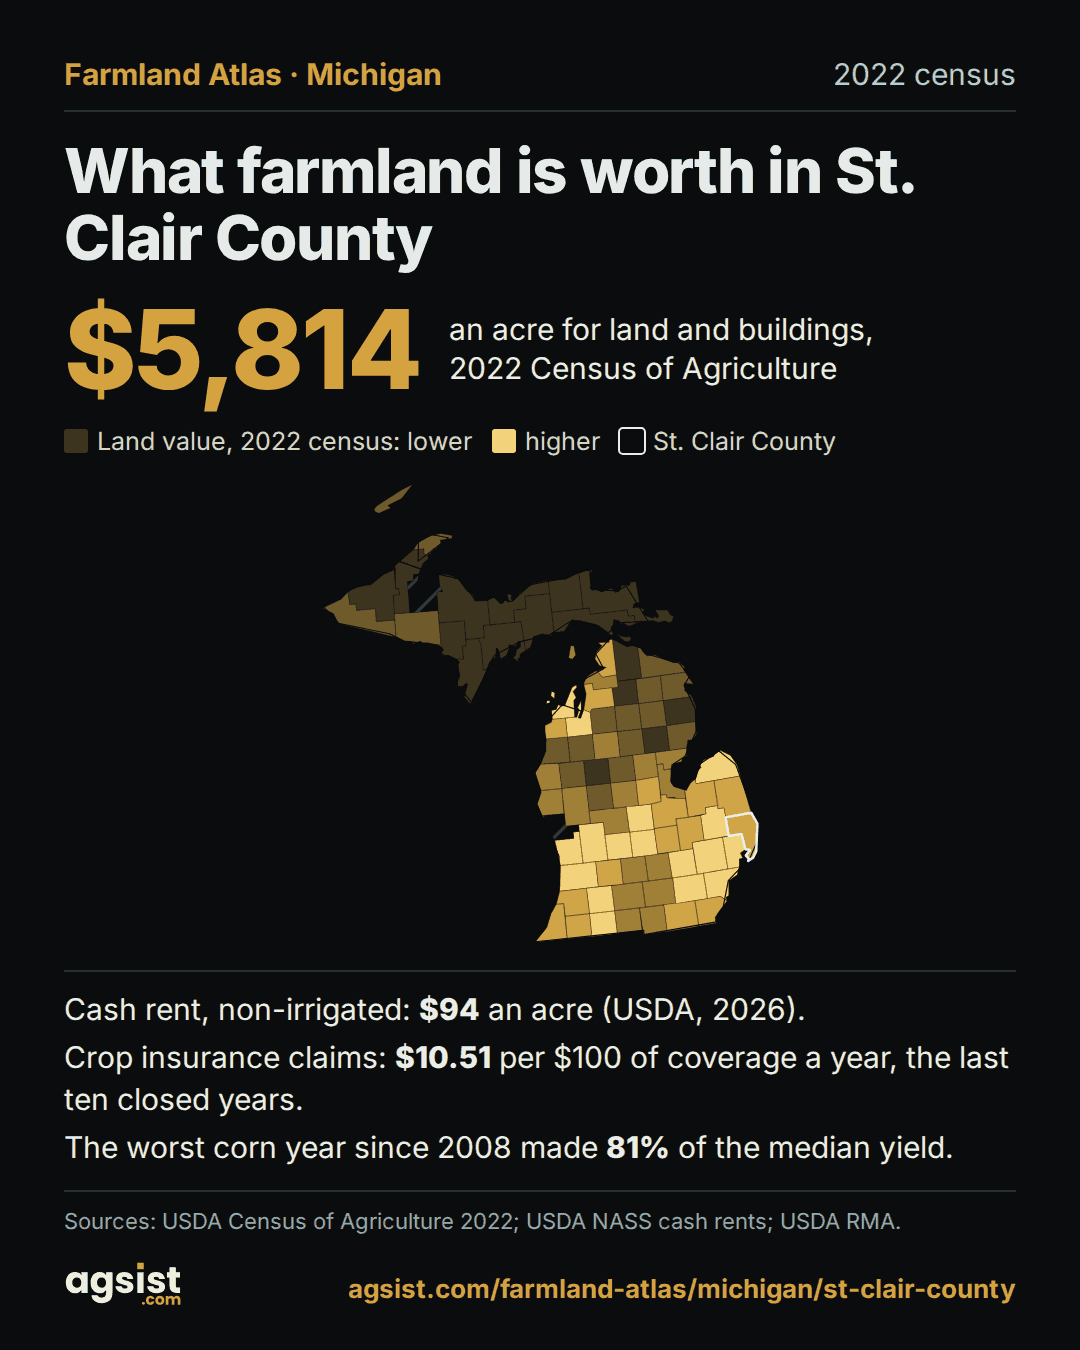 Farmland Atlas · Michigan
2022 census
What farmland is worth in St.
Clair County
$5,814
an acre for land and buildings,
2022 Census of Agriculture
Land value, 2022 census: lower
higher
St. Clair County
Cash rent, non-irrigated: $94 an acre (USDA, 2026).
Crop insurance claims: $10.51 per $100 of coverage a year, the last
ten closed years.
The worst corn year since 2008 made 81% of the median yield.
Sources: USDA Census of Agriculture 2022; USDA NASS cash rents; USDA RMA.
agsist
.com
agsist.com/farmland-atlas/michigan/st-clair-county